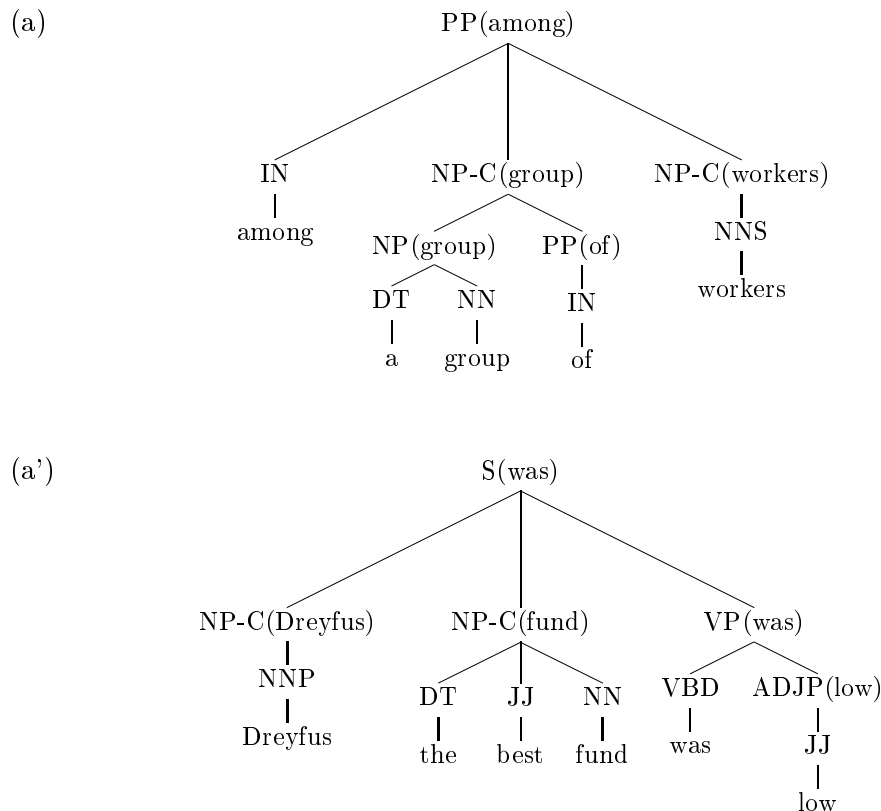 (a) PP(among)
IN NP-C(group) NP-C(workers)
among NP(group) PP(of) NNS
DT NN IN workers
a group of
(a') S(was)
NP-C(Dreyfus) NP-C(fund) VP(was)
NNP DT JJ NN VBD ADJP(low)
Dreyfus the best fund was JJ
low